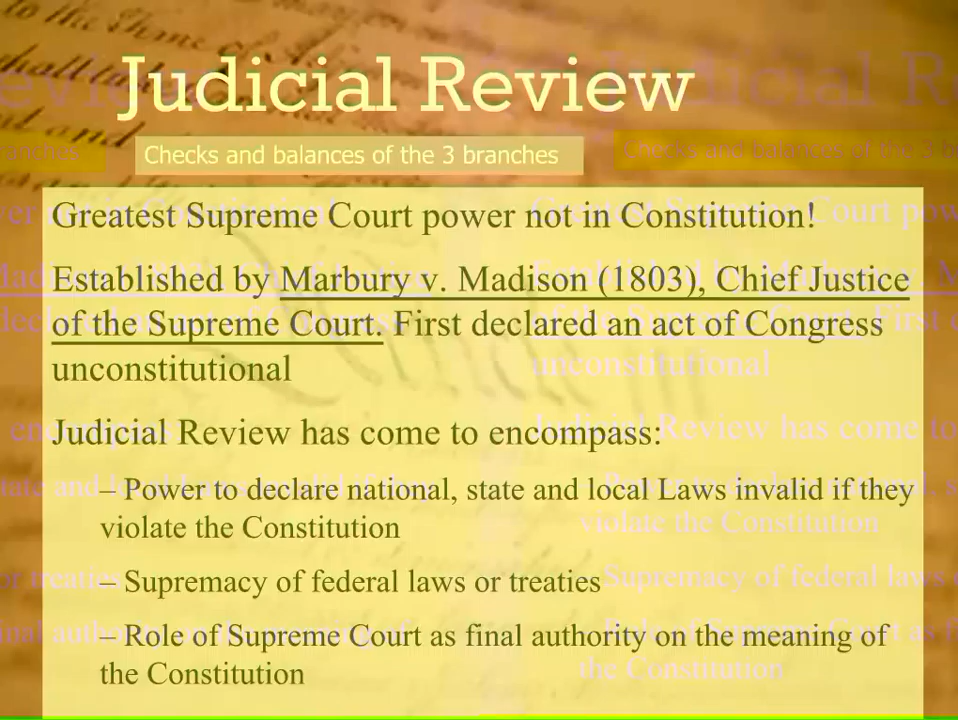 Judicial Review
Checks and balances of the 3 branches
Greatest Supreme Court power not in Constitution!
Established by Marbury v. Madison (1803), Chief Justice
of the Supreme Court. First declared an act of Congress
unconstitutional
Judicial Review has come to encompass:
– Power to declare national, state and local Laws invalid if they
violate the Constitution
– Supremacy of federal laws or treaties
– Role of Supreme Court as final authority on the meaning of
the Constitution